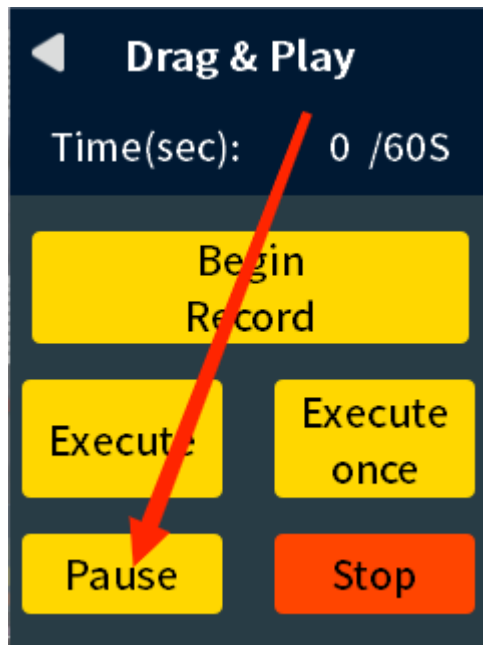 Drag & Play
Time(sec): 0 /60S
Begin
Record
Execute
Execute
once
Pause
Stop